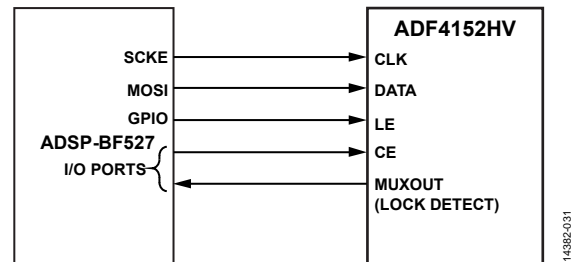 ADF4152HV
SCKE
CLK
MOSI
DATA
GPIO
LE
ADSP-BF527
CE
I/O PORTS
MUXOUT
(LOCK DETECT)
14382-031